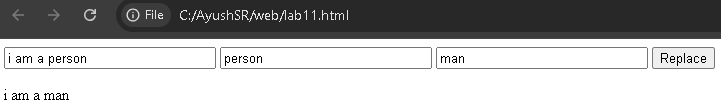 File C:/AyushSR/web/lab11.html
i am a person person man Replace
i am a man